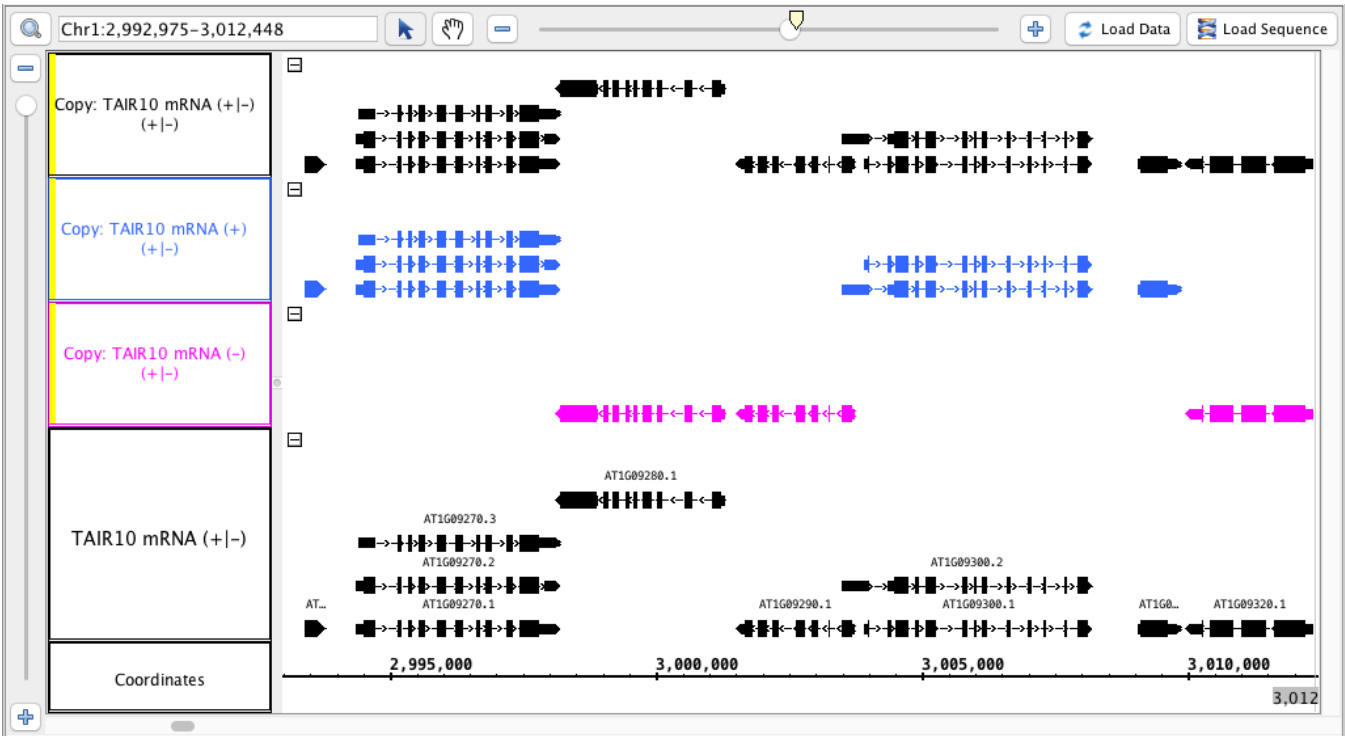 Chr1:2,992,975-3,012,448
Load Data
Load Sequence
Copy: TAIR10 mRNA (+|-)
(+|-)
Copy: TAIR10 mRNA (+)
(+|-)
Copy: TAIR10 mRNA (-)
(+|-)
TAIR10 mRNA (+|-)
AT1G09280.1
AT1G09270.3
AT1G09270.2
AT1G09300.2
AT…
AT1G09270.1
AT1G09290.1
AT1G09300.1
AT1G0…
AT1G09320.1
Coordinates
2,995,000
3,000,000
3,005,000
3,010,000
3,012